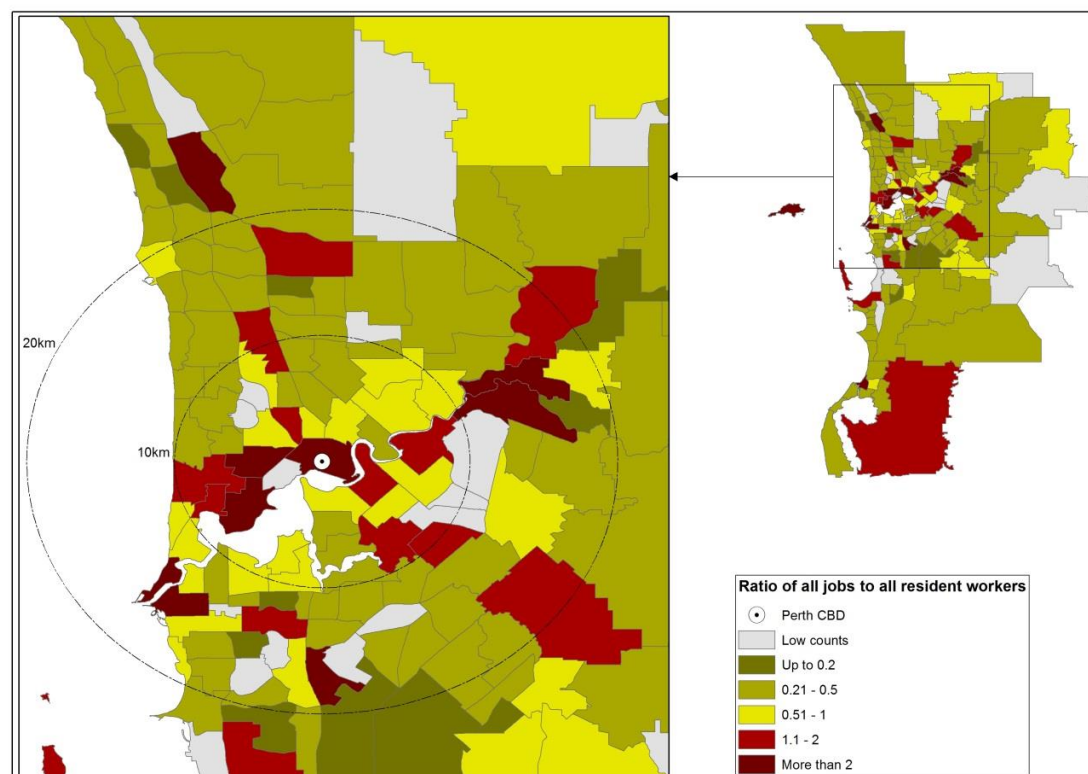 20km
10km
Ratio of all jobs to all resident workers
Perth CBD
Low counts
Up to 0.2
0.21 - 0.5
0.51 - 1
1.1 - 2
More than 2